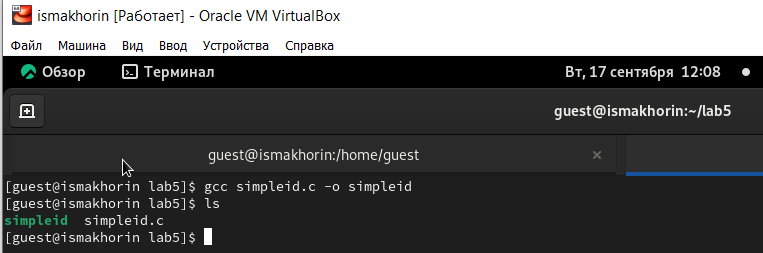 ismakhorin [Работает] - Oracle VM VirtualBox
Файл Машина Вид Ввод Устройства Справка
Обзор Терминал Вт, 17 сентября 12:08
guest@ismakhorin:~/lab5
guest@ismakhorin:/home/guest ×
[guest@ismakhorin lab5]$ gcc simpleid.c -o simpleid
[guest@ismakhorin lab5]$ ls
simpleid simpleid.c
[guest@ismakhorin lab5]$